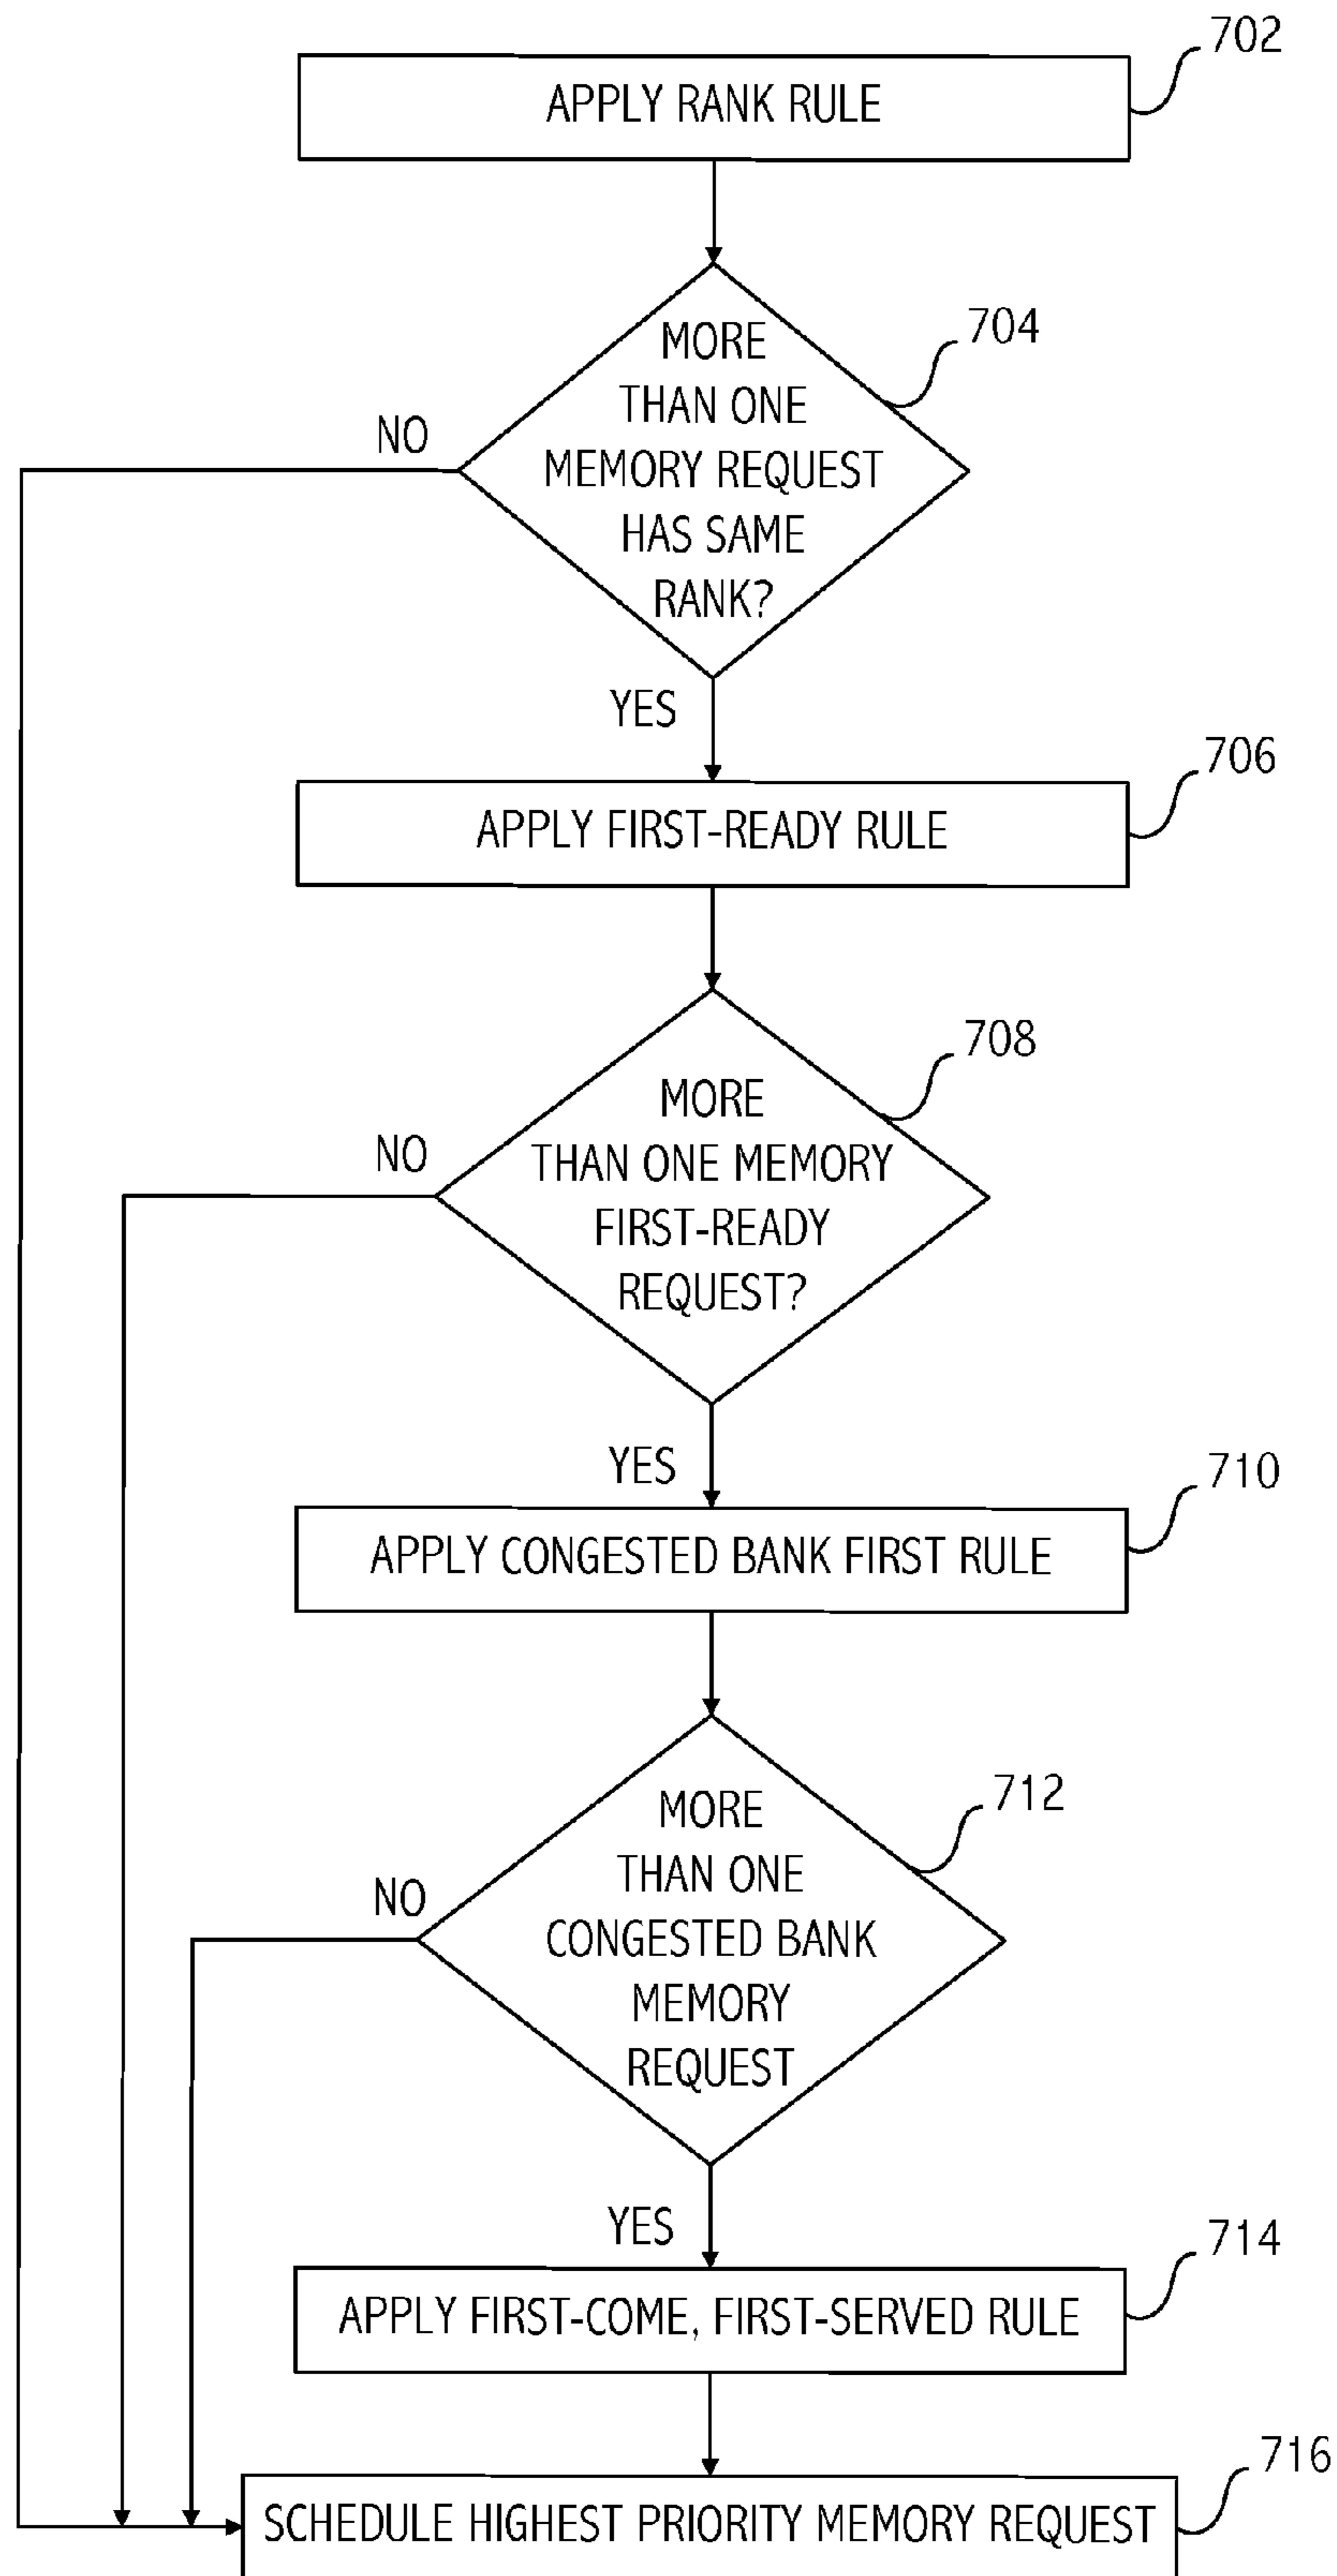 702
APPLY RANK RULE
704
MORE
THAN ONE
MEMORY REQUEST
HAS SAME
RANK?
NO
YES
706
APPLY FIRST-READY RULE
708
MORE
THAN ONE MEMORY
FIRST-READY
REQUEST?
NO
YES
710
APPLY CONGESTED BANK FIRST RULE
712
MORE
THAN ONE
CONGESTED BANK
MEMORY
REQUEST
NO
YES
714
APPLY FIRST-COME, FIRST-SERVED RULE
716
SCHEDULE HIGHEST PRIORITY MEMORY REQUEST